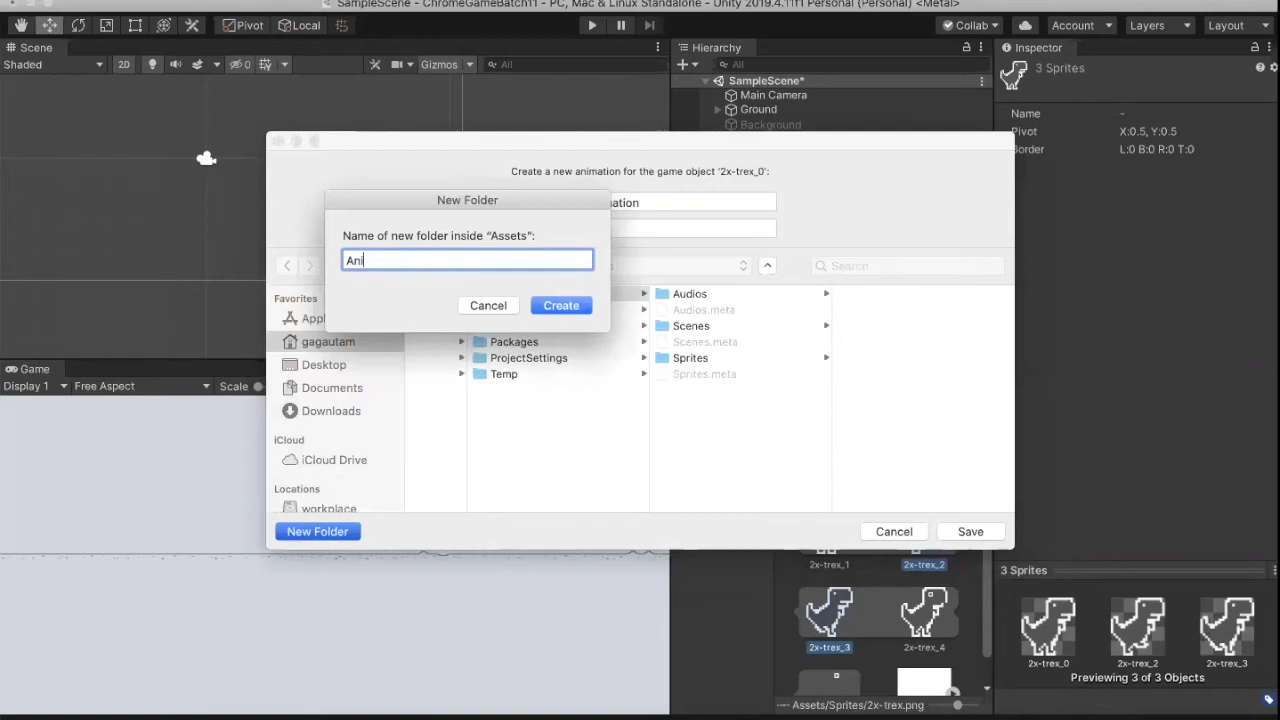 SampleScene - ChromeGameBatch11 - PC, Mac & Linux Standalone - Unity 2019.4.11f1 Personal (Personal) <Metal>
Pivot Local Collab Account Layers Layout
Scene
Shaded 2D 0 Gizmos All
Hierarchy
All
SampleScene*
Main Camera
Ground
Background
Inspector
3 Sprites
Name -
Pivot X:0.5, Y:0.5
Border L:0 B:0 R:0 T:0
Create a new animation for the game object '2x-trex_0':
ation
New Folder
Name of new folder inside “Assets”:
Ani
Cancel Create
Search
Favorites
Appl
gagautam
Desktop
Documents
Downloads
iCloud
iCloud Drive
Locations
workplace
Packages
ProjectSettings
Temp
Audios
Audios.meta
Scenes
Scenes.meta
Sprites
Sprites.meta
New Folder Cancel Save
Game
Display 1 Free Aspect Scale
2x-trex_1 2x-trex_2
2x-trex_3 2x-trex_4
Assets/Sprites/2x-trex.png
3 Sprites
2x-trex_0 2x-trex_2 2x-trex_3
Previewing 3 of 3 Objects